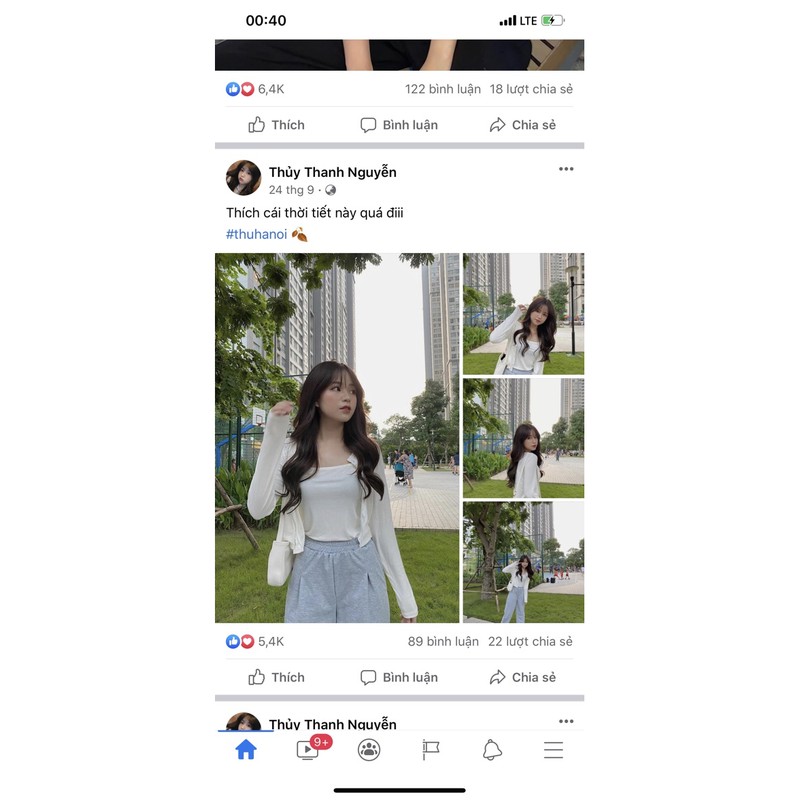 00:40
LTE
6,4K
122 bình luận 18 lượt chia sẻ
Thích Bình luận Chia sẻ
Thủy Thanh Nguyễn
24 thg 9 ·
Thích cái thời tiết này quá điii
#thuhanoi
5,4K
89 bình luận 22 lượt chia sẻ
Thích Bình luận Chia sẻ
Thủy Thanh Nguyễn
9+